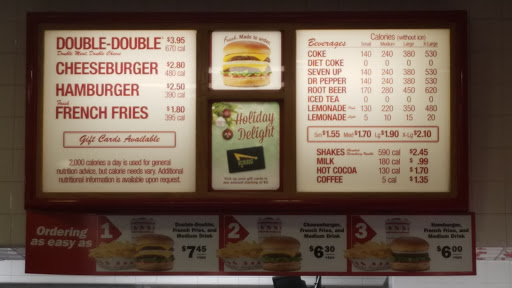 DOUBLE-DOUBLE $3.95
Double Meat Double Cheese 670 cal
CHEESEBURGER $2.80
480 cal
HAMBURGER $2.50
390 cal
Fresh
FRENCH FRIES $1.80
395 cal
Gift Cards Available
2,000 calories a day is used for general
nutrition advice, but calorie needs vary. Additional
nutritional information is available upon request.
Fresh, Made to order
Holiday
Delight
Calories (without ice)
Beverages Small Medium Large X-Large
COKE 140 240 380 530
DIET COKE 0 0 0 0
SEVEN UP 140 240 380 530
DR PEPPER 140 240 380 530
ROOT BEER 170 280 450 620
ICED TEA 0 0 0 0
LEMONADE Pink 130 220 350 480
LEMONADE 5 10 15 20
Sm $1.55 Med $1.70 Lg $1.90 X-Lg $2.10
SHAKES 590 cal $2.45
MILK 180 cal $ .99
HOT COCOA 130 cal $1.70
COFFEE 5 cal $1.35
Ordering
as easy as
1
Double-Double,
French Fries, and
Medium Drink
$7 45
2
Cheeseburger,
French Fries, and
Medium Drink
$6 30
3
Hamburger,
French Fries, and
Medium Drink
$6 00